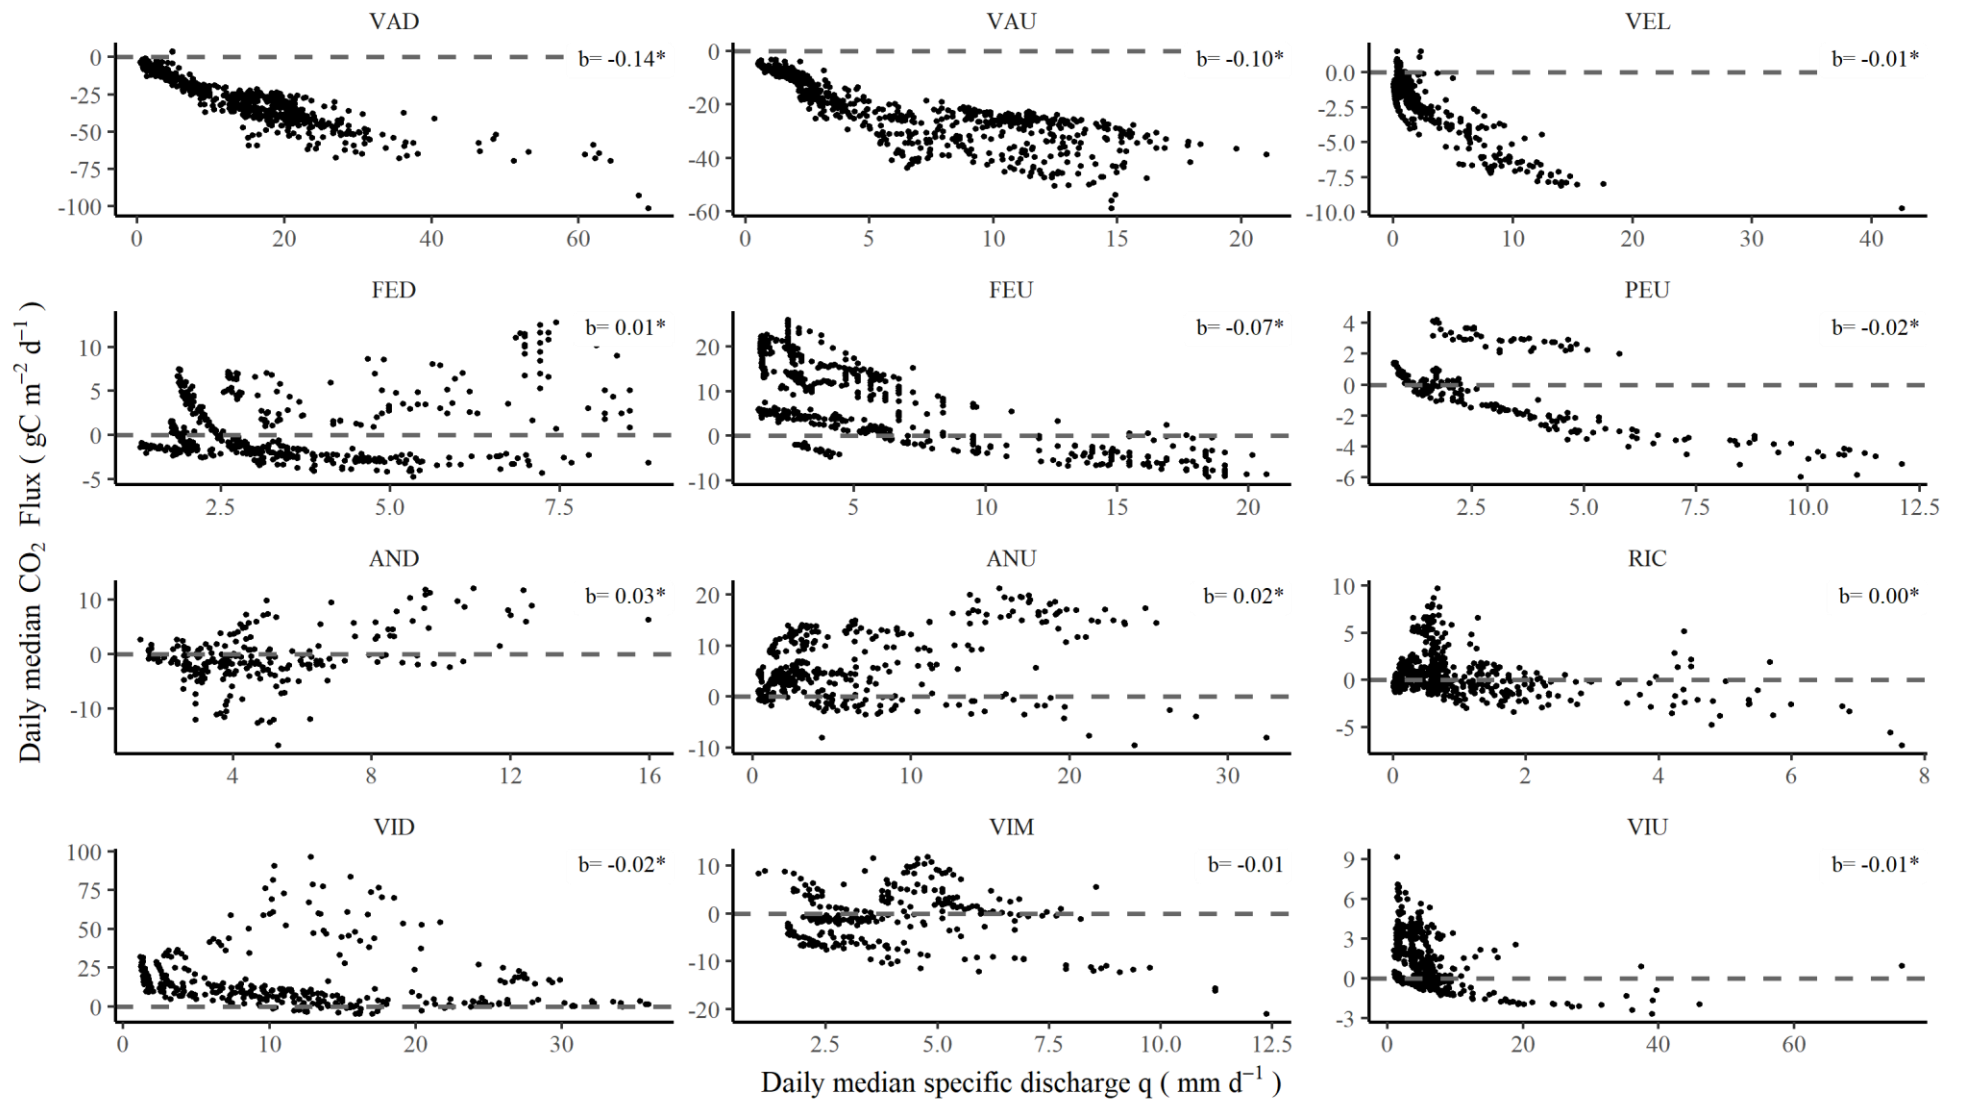 VAD
VAU
VEL
b= -0.14*
b= -0.10*
b= -0.01*
0
-25
-50
-75
-100
0
-20
-40
-60
0.0
-2.5
-5.0
-7.5
-10.0
0 20 40 60
0 5 10 15 20
0 10 20 30 40
FED
FEU
PEU
b= 0.01*
b= -0.07*
b= -0.02*
10
5
0
-5
20
10
0
-10
4
2
0
-2
-4
-6
2.5 5.0 7.5
5 10 15 20
2.5 5.0 7.5 10.0 12.5
AND
ANU
RIC
b= 0.03*
b= 0.02*
b= 0.00*
10
0
-10
20
10
0
-10
10
5
0
-5
4 8 12 16
0 10 20 30
0 2 4 6 8
VID
VIM
VIU
b= -0.02*
b= -0.01
b= -0.01*
100
75
50
25
0
10
0
-10
-20
9
6
3
0
-3
0 10 20 30
2.5 5.0 7.5 10.0 12.5
0 20 40 60
Daily median CO₂ Flux ( gC m⁻² d⁻¹ )
Daily median specific discharge q ( mm d⁻¹ )